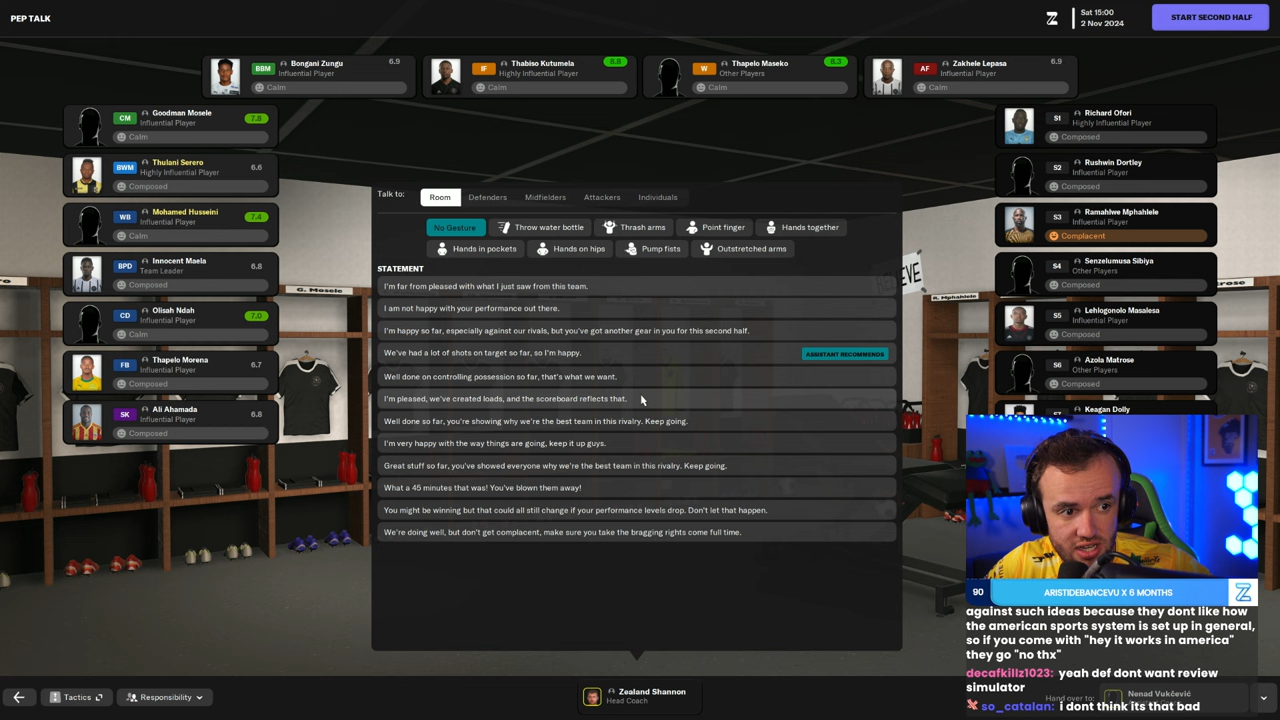 PEP TALK
Sat 15:00
2 Nov 2024
START SECOND HALF
BBM
Bongani Zungu
6.9
Influential Player
Calm
IF
Thabiso Kutumela
8.8
Highly Influential Player
Calm
W
Thapelo Maseko
8.3
Other Players
Calm
AF
Zakhele Lepasa
6.9
Influential Player
Calm
CM
Goodman Mosele
7.8
Influential Player
Calm
BWM
Thulani Serero
6.6
Highly Influential Player
Composed
WB
Mohamed Husseini
7.4
Influential Player
Calm
BPD
Innocent Maela
6.8
Team Leader
Composed
CD
Olisah Ndah
7.0
Influential Player
Calm
FB
Thapelo Morena
6.7
Influential Player
Composed
SK
Ali Ahamada
6.8
Influential Player
Composed
G. Mosele
Talk to:
Room
Defenders
Midfielders
Attackers
Individuals
No Gesture
Throw water bottle
Thrash arms
Point finger
Hands together
Hands in pockets
Hands on hips
Pump fists
Outstretched arms
STATEMENT
I'm far from pleased with what I just saw from this team.
I am not happy with your performance out there.
I'm happy so far, especially against our rivals, but you've got another gear in you for this second half.
We've had a lot of shots on target so far, so I'm happy.
ASSISTANT RECOMMENDS
Well done on controlling possession so far, that's what we want.
I'm pleased, we've created loads, and the scoreboard reflects that.
Well done so far, you're showing why we're the best team in this rivalry. Keep going.
I'm very happy with the way things are going, keep it up guys.
Great stuff so far, you've showed everyone why we're the best team in this rivalry. Keep going.
What a 45 minutes that was! You've blown them away!
You might be winning but that could all still change if your performance levels drop. Don't let that happen.
We're doing well, but don't get complacent, make sure you take the bragging rights come full time.
R. Mphahlele
S1
Richard Ofori
Highly Influential Player
Composed
S2
Rushwin Dortley
Influential Player
Composed
S3
Ramahlwe Mphahlele
Influential Player
Complacent
S4
Senzelumusa Sibiya
Other Players
Composed
S5
Lehlogonolo Masalesa
Influential Player
Composed
S6
Azola Matrose
Other Players
Composed
Keagan Dolly
90
ARISTIDEBANCEVU X 6 MONTHS
against such ideas because they dont like how
the american sports system is set up in general,
so if you come with "hey it works in america"
they go "no thx"
decafkillz1023: yeah def dont want review
simulator
so_catalan: i dont think its that bad
Tactics
Responsibility
Zealand Shannon
Head Coach
Hand over to:
Nenad Vukčević